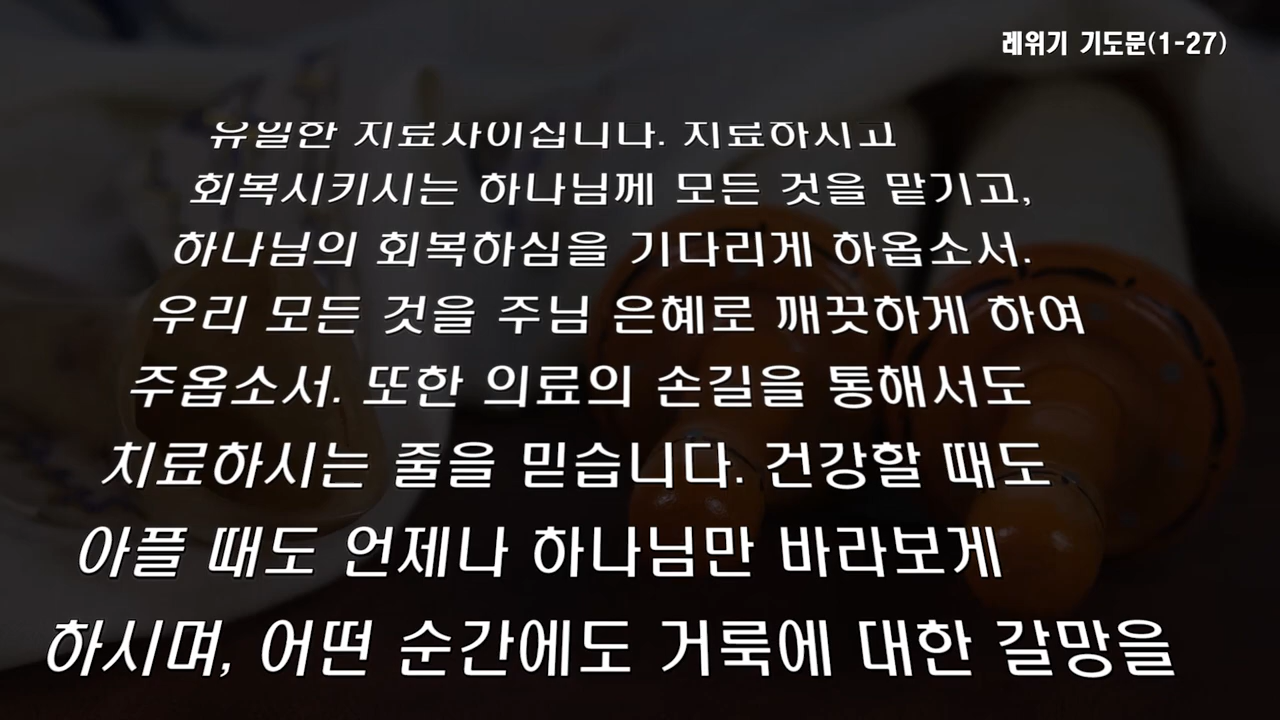 레위기 기도문(1-27)
유일한 치료자이십니다. 치료하시고
회복시키시는 하나님께 모든 것을 맡기고,
하나님의 회복하심을 기다리게 하옵소서.
우리 모든 것을 주님 은혜로 깨끗하게 하여
주옵소서. 또한 의료의 손길을 통해서도
치료하시는 줄을 믿습니다. 건강할 때도
아플 때도 언제나 하나님만 바라보게
하시며, 어떤 순간에도 거룩에 대한 갈망을